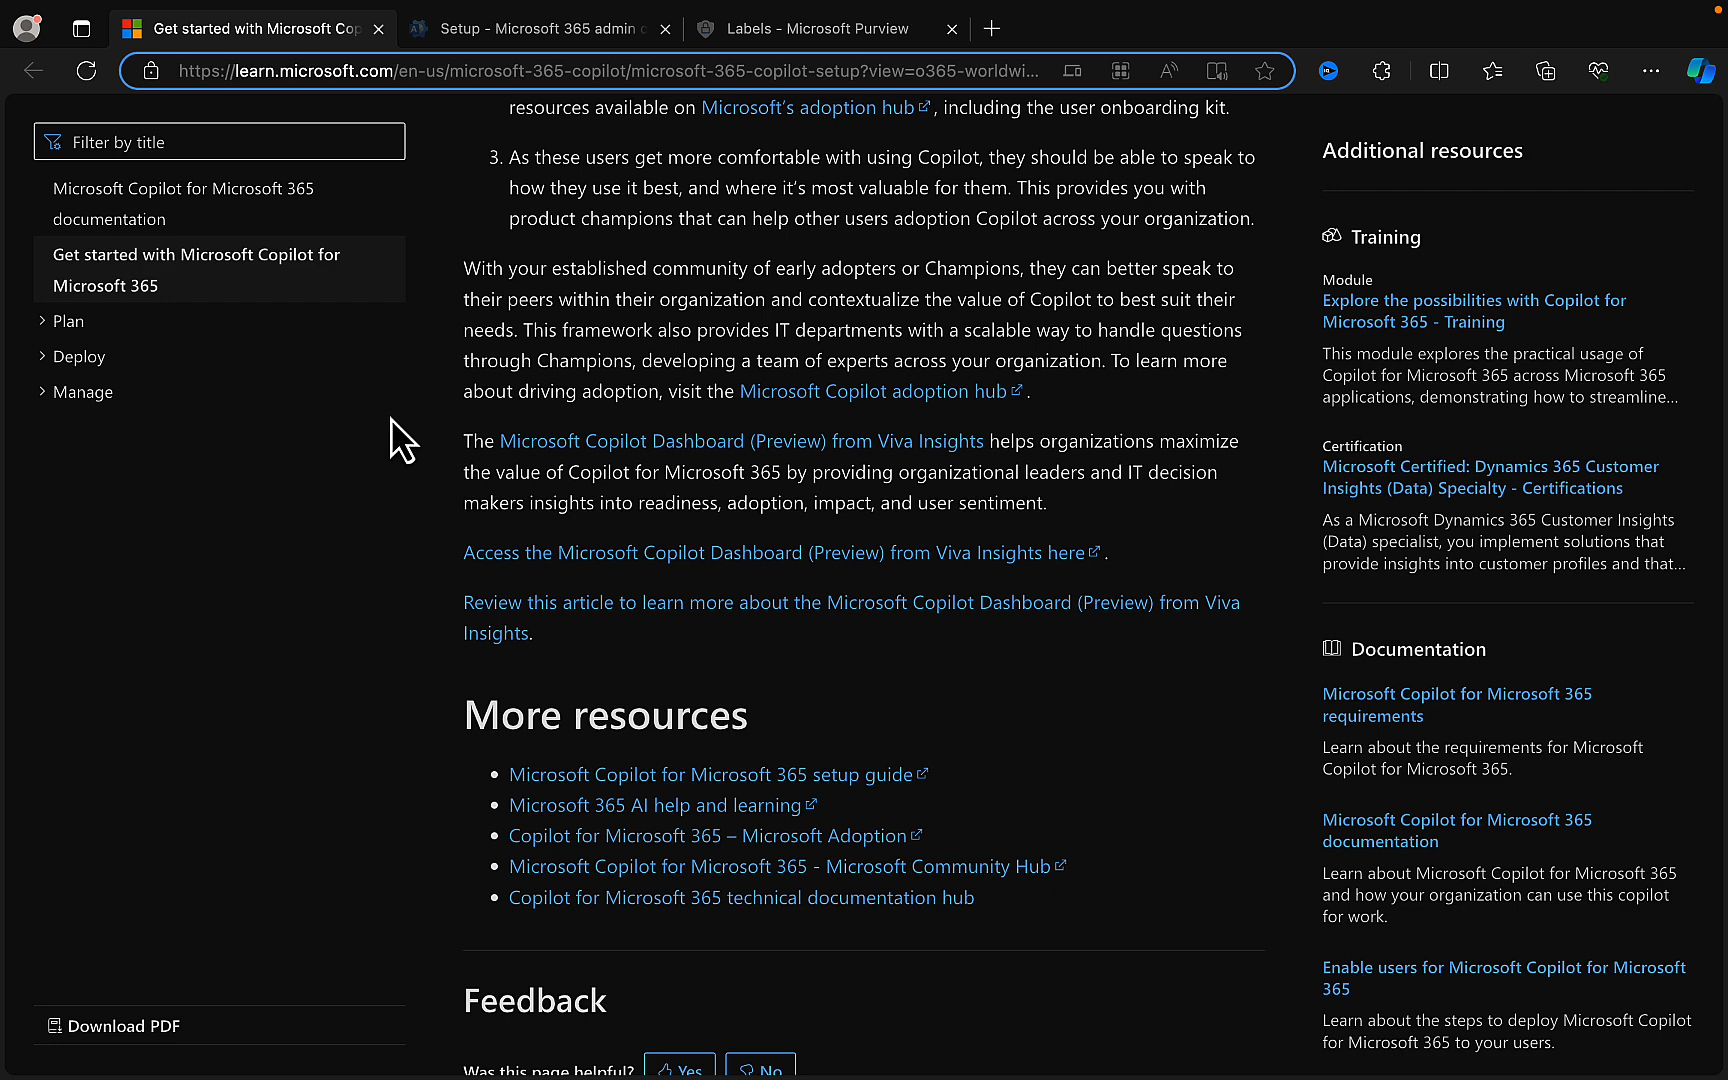 Get started with Microsoft Cop
Setup - Microsoft 365 admin c
Labels - Microsoft Purview
https://learn.microsoft.com/en-us/microsoft-365-copilot/microsoft-365-copilot-setup?view=o365-worldwi...
Filter by title
Microsoft Copilot for Microsoft 365
documentation
Get started with Microsoft Copilot for
Microsoft 365
Plan
Deploy
Manage
Download PDF
resources available on Microsoft's adoption hub, including the user onboarding kit.
3. As these users get more comfortable with using Copilot, they should be able to speak to
how they use it best, and where it's most valuable for them. This provides you with
product champions that can help other users adoption Copilot across your organization.
With your established community of early adopters or Champions, they can better speak to
their peers within their organization and contextualize the value of Copilot to best suit their
needs. This framework also provides IT departments with a scalable way to handle questions
through Champions, developing a team of experts across your organization. To learn more
about driving adoption, visit the Microsoft Copilot adoption hub.
The Microsoft Copilot Dashboard (Preview) from Viva Insights helps organizations maximize
the value of Copilot for Microsoft 365 by providing organizational leaders and IT decision
makers insights into readiness, adoption, impact, and user sentiment.
Access the Microsoft Copilot Dashboard (Preview) from Viva Insights here.
Review this article to learn more about the Microsoft Copilot Dashboard (Preview) from Viva
Insights.
More resources
• Microsoft Copilot for Microsoft 365 setup guide
• Microsoft 365 AI help and learning
• Copilot for Microsoft 365 – Microsoft Adoption
• Microsoft Copilot for Microsoft 365 - Microsoft Community Hub
• Copilot for Microsoft 365 technical documentation hub
Feedback
Was this page helpful? Yes No
Additional resources
Training
Module
Explore the possibilities with Copilot for
Microsoft 365 - Training
This module explores the practical usage of
Copilot for Microsoft 365 across Microsoft 365
applications, demonstrating how to streamline...
Certification
Microsoft Certified: Dynamics 365 Customer
Insights (Data) Specialty - Certifications
As a Microsoft Dynamics 365 Customer Insights
(Data) specialist, you implement solutions that
provide insights into customer profiles and that...
Documentation
Microsoft Copilot for Microsoft 365
requirements
Learn about the requirements for Microsoft
Copilot for Microsoft 365.
Microsoft Copilot for Microsoft 365
documentation
Learn about Microsoft Copilot for Microsoft 365
and how your organization can use this copilot
for work.
Enable users for Microsoft Copilot for Microsoft
365
Learn about the steps to deploy Microsoft Copilot
for Microsoft 365 to your users.